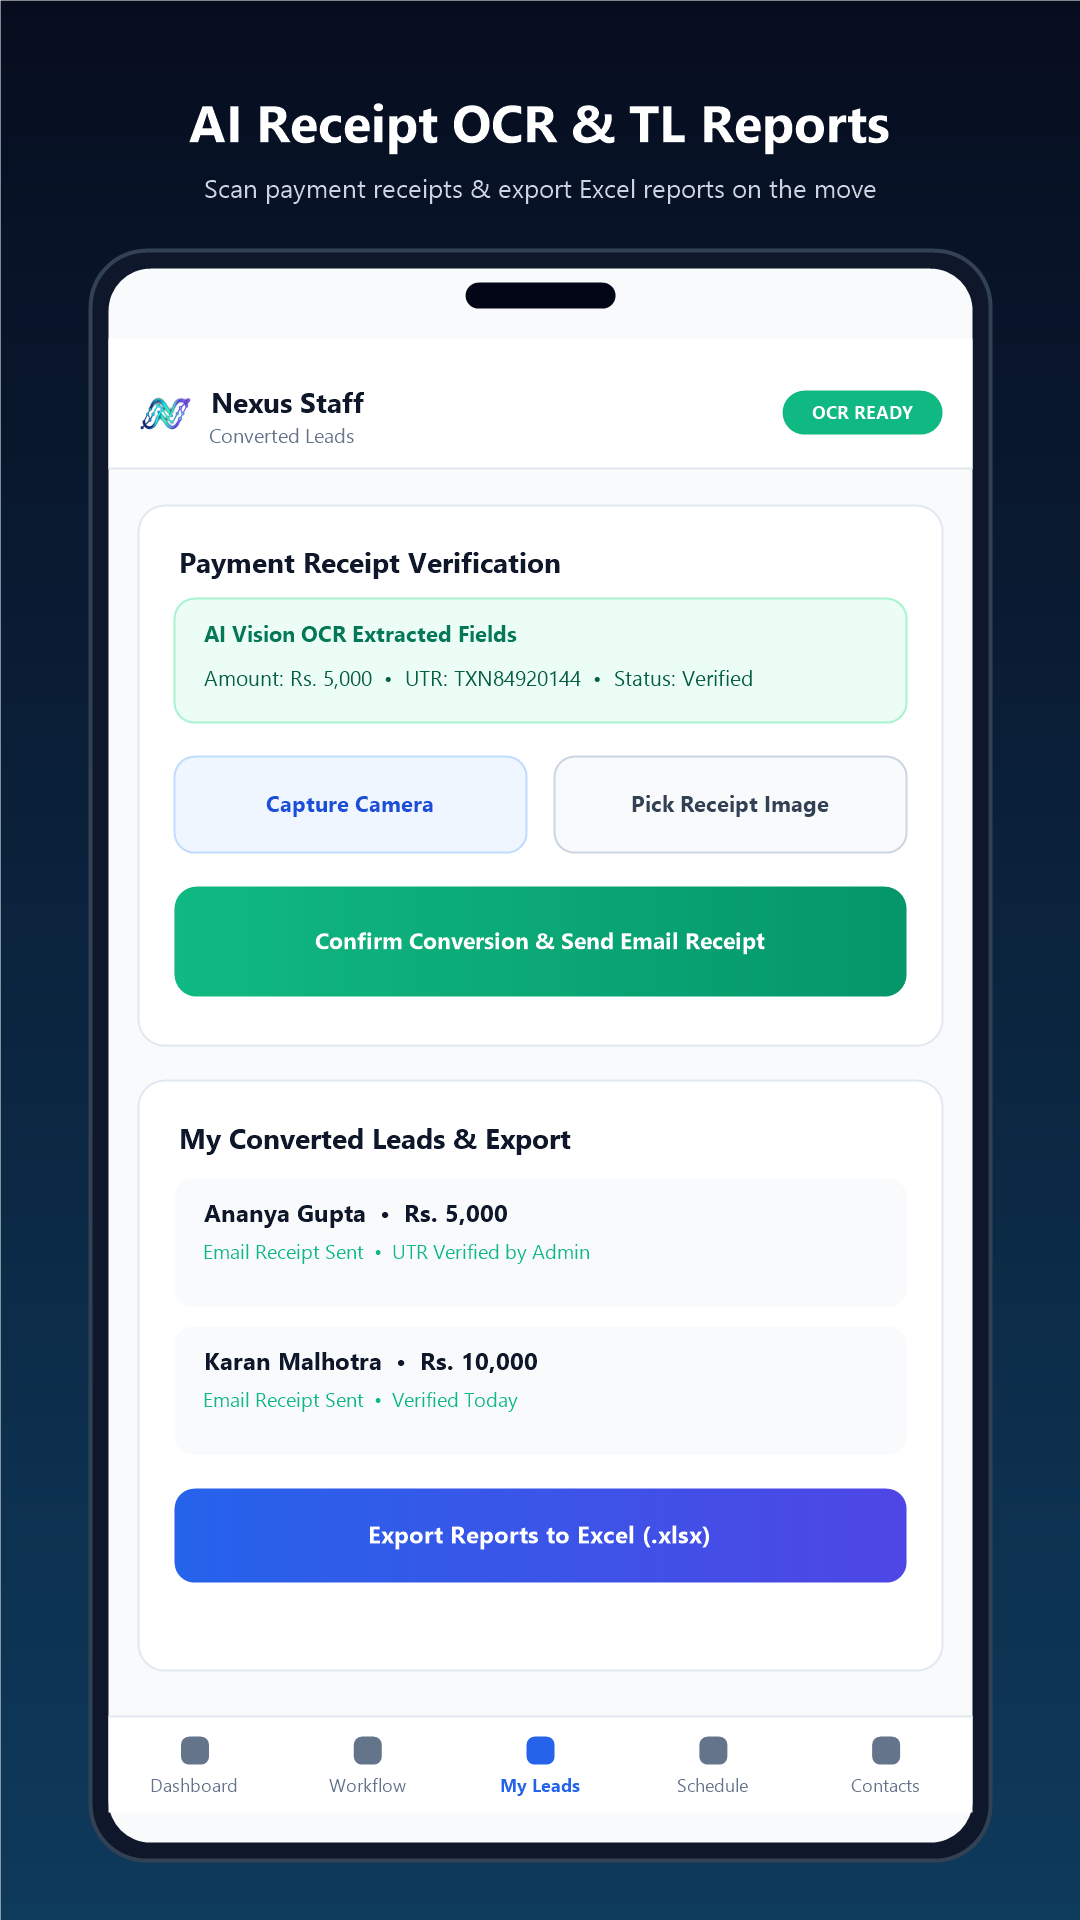 AI Receipt OCR & TL Reports
Scan payment receipts & export Excel reports on the move
Nexus Staff
Converted Leads
OCR READY
Payment Receipt Verification
AI Vision OCR Extracted Fields
Amount: Rs. 5,000 • UTR: TXN84920144 • Status: Verified
Capture Camera
Pick Receipt Image
Confirm Conversion & Send Email Receipt
My Converted Leads & Export
Ananya Gupta • Rs. 5,000
Email Receipt Sent • UTR Verified by Admin
Karan Malhotra • Rs. 10,000
Email Receipt Sent • Verified Today
Export Reports to Excel (.xlsx)
Dashboard
Workflow
My Leads
Schedule
Contacts